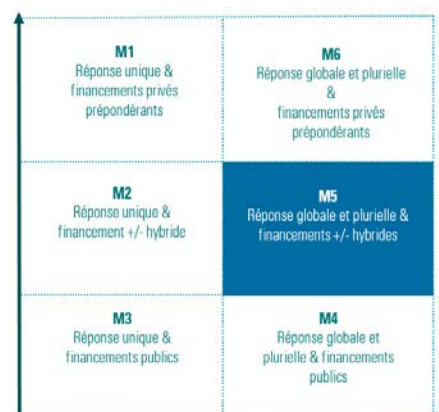 M1
Réponse unique &
financements privés
prépondérants
M6
Réponse globale et plurielle
&
financements privés
prépondérants
M2
Réponse unique &
financement +/- hybride
M5
Réponse globale et plurielle &
financements +/- hybrides
M3
Réponse unique &
financements publics
M4
Réponse globale et
plurielle & financements
publics